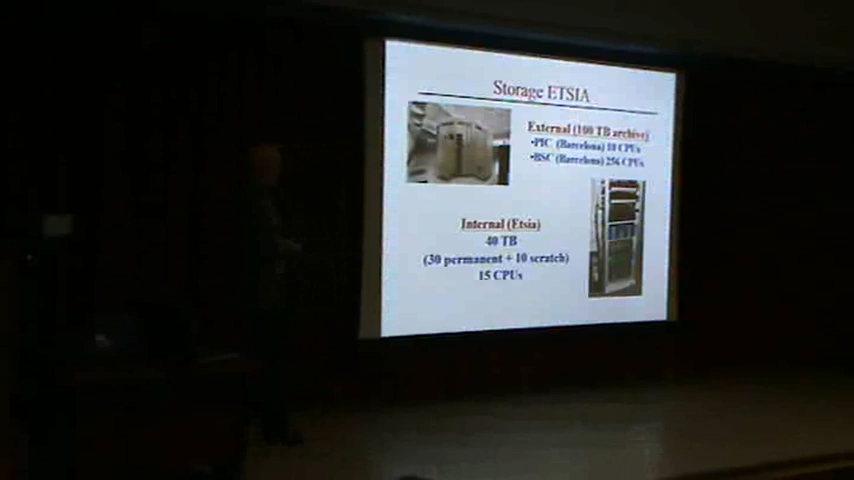 Storage ETSIA
External (100 TB archive)
•PIC (Barcelona) 10 CPUs
•BSC (Barcelona) 256 CPUs
Internal (Etsia)
40 TB
(30 permanent + 10 scratch)
15 CPUs